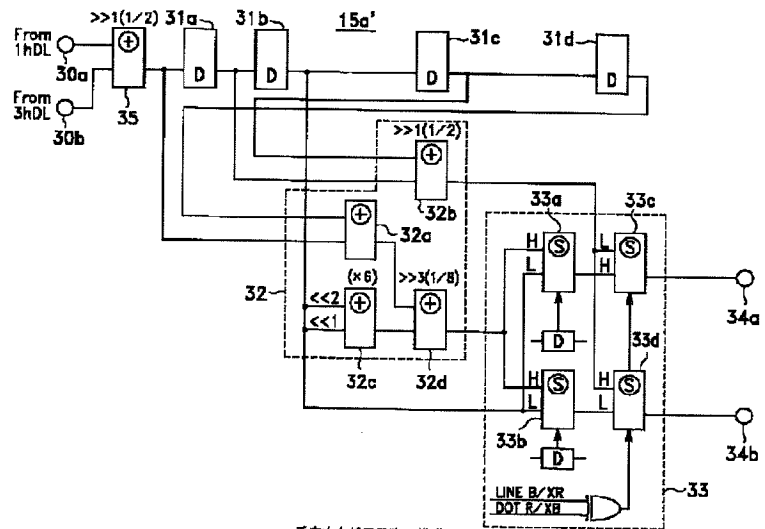 >>1(1/2)
31a
31b
15a'
31c
31d
From
1hDL
30a
+
D
D
D
D
From
3hDL
30b
35
>>1(1/2)
+
32b
33a
33c
+
32a
H
S
L
S
L
H
34a
32
(×6)
>>3(1/8)
<<2
+
+
<<1
D
33d
32c
32d
H
S
H
S
L
L
34b
33b
D
LINE B/XR
DOT R/XB
33